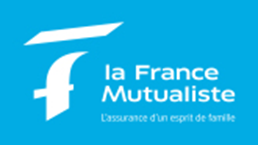 la France
Mutualiste
L'assurance d'un esprit de famille